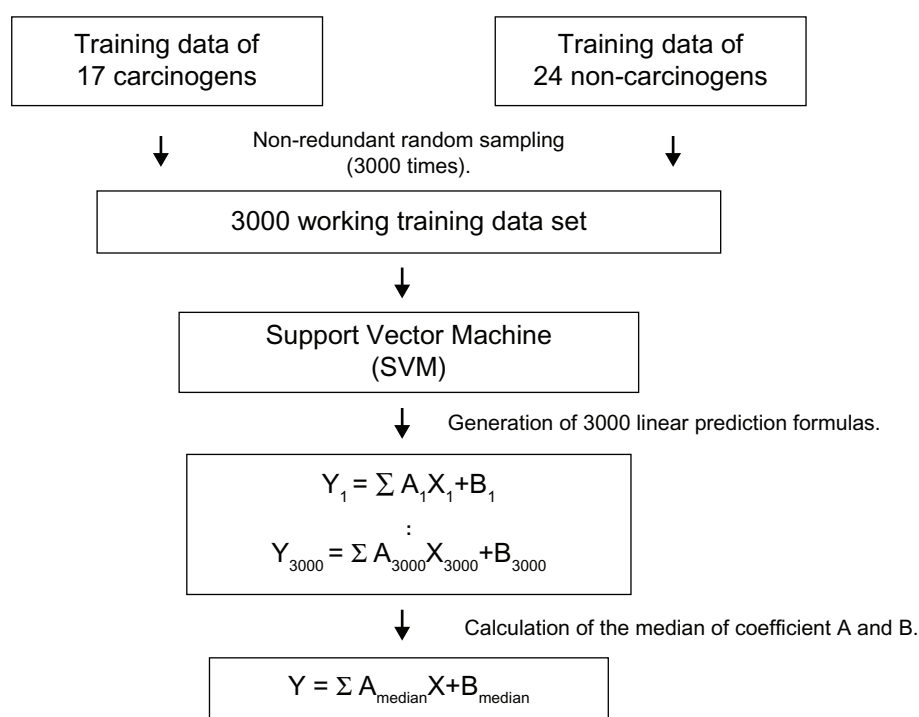 Training data of
17 carcinogens
Training data of
24 non-carcinogens
Non-redundant random sampling
(3000 times).
3000 working training data set
Support Vector Machine
(SVM)
Generation of 3000 linear prediction formulas.
Y₁ = Σ A₁X₁+B₁
:
Y₃₀₀₀ = Σ A₃₀₀₀X₃₀₀₀+B₃₀₀₀
Calculation of the median of coefficient A and B.
Y = Σ A_median X+B_median